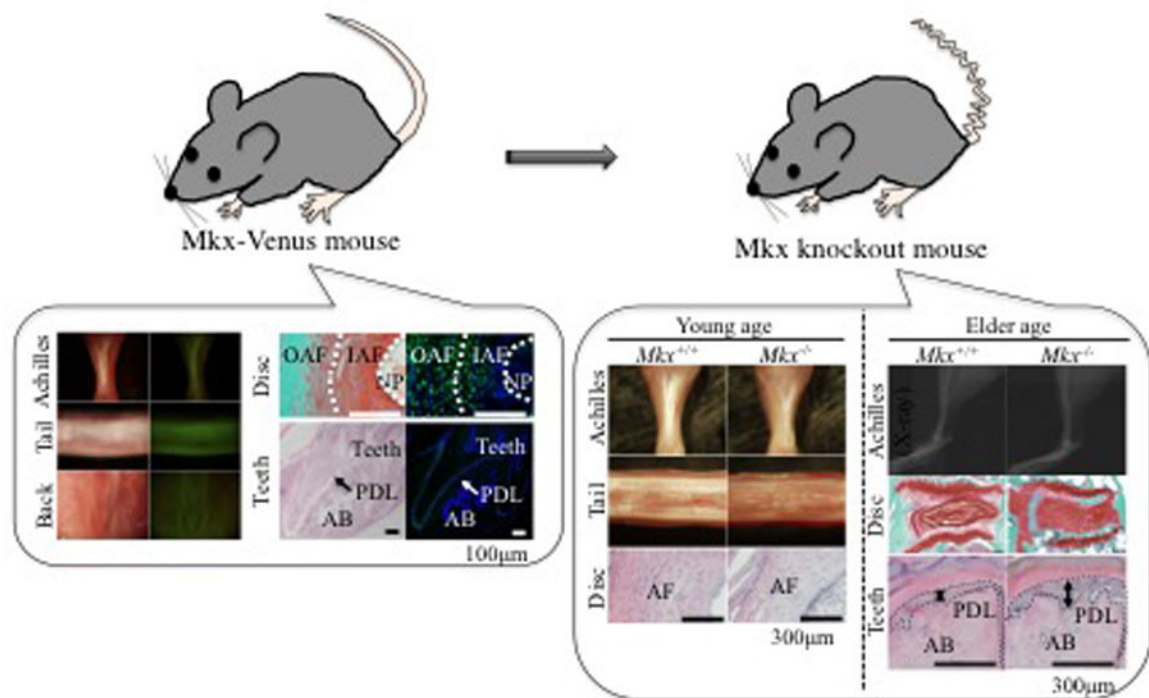 Mkx-Venus mouse
Mkx knockout mouse
Achilles
Tail
Back
Disc
OAF IAF
NP
OAF IAF
NP
Teeth
Teeth
PDL
AB
Teeth
PDL
AB
100μm
Young age
Mkx+/+ Mkx-/-
Achilles
Tail
Disc
AF
AF
300μm
Elder age
Mkx+/+ Mkx-/-
Achilles
(X-ray)
Disc
Teeth
PDL
AB
PDL
AB
300μm